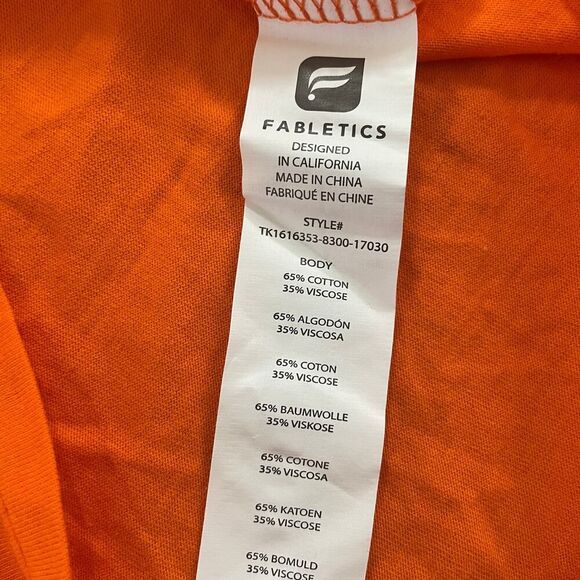 FABLETICS
DESIGNED
IN CALIFORNIA
MADE IN CHINA
FABRIQUÉ EN CHINE
STYLE#
TK1616353-8300-17030
BODY
65% COTTON
35% VISCOSE
65% ALGODÓN
35% VISCOSA
65% COTON
35% VISCOSE
65% BAUMWOLLE
35% VISKOSE
65% COTONE
35% VISCOSA
65% KATOEN
35% VISCOSE
65% BOMULD
35% VISCOSE